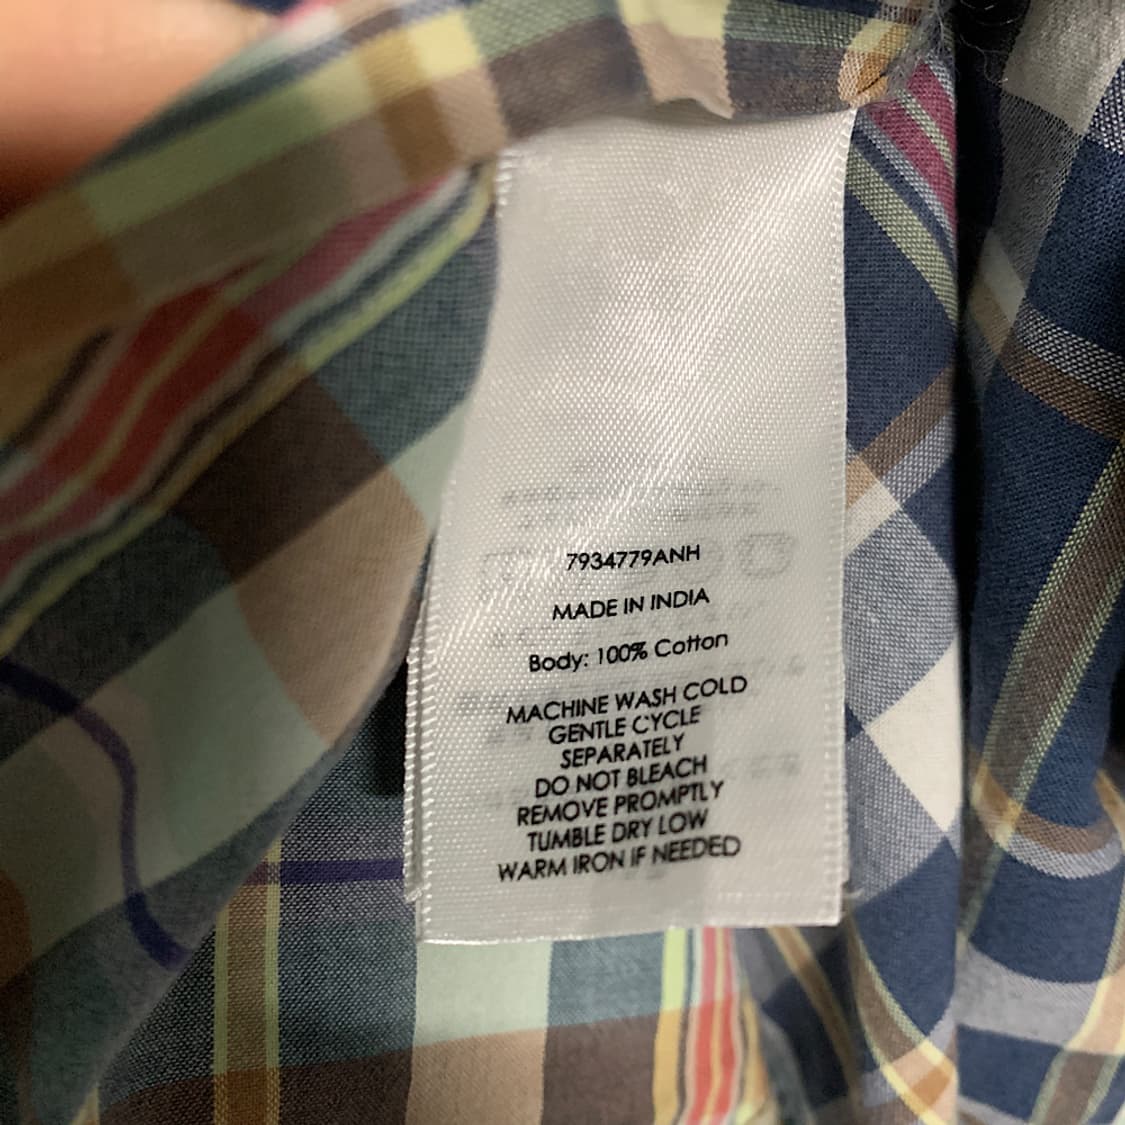 7934779ANH
MADE IN INDIA
Body: 100% Cotton
MACHINE WASH COLD
GENTLE CYCLE
SEPARATELY
DO NOT BLEACH
REMOVE PROMPTLY
TUMBLE DRY LOW
WARM IRON IF NEEDED